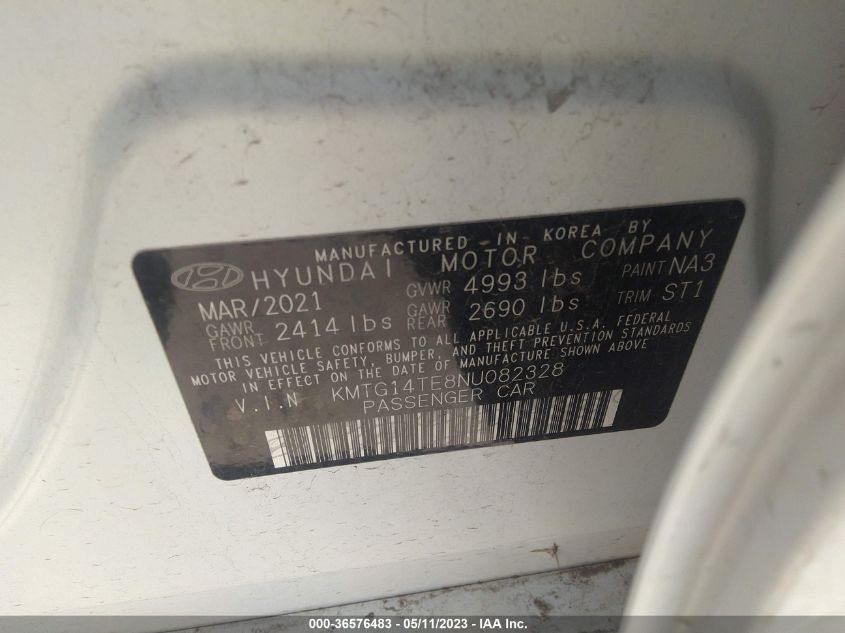 MANUFACTURED IN KOREA BY
HYUNDAI MOTOR COMPANY
MAR/2021 GVWR 4993 lbs PAINT NA3
GAWR FRONT 2414 lbs GAWR REAR 2690 lbs TRIM ST1
THIS VEHICLE CONFORMS TO ALL APPLICABLE U.S.A. FEDERAL
MOTOR VEHICLE SAFETY, BUMPER, AND THEFT PREVENTION STANDARDS
IN EFFECT ON THE DATE OF MANUFACTURE SHOWN ABOVE
V.I.N KMTG14TE8NU082328
PASSENGER CAR
000-36576483 - 05/11/2023 - IAA Inc.